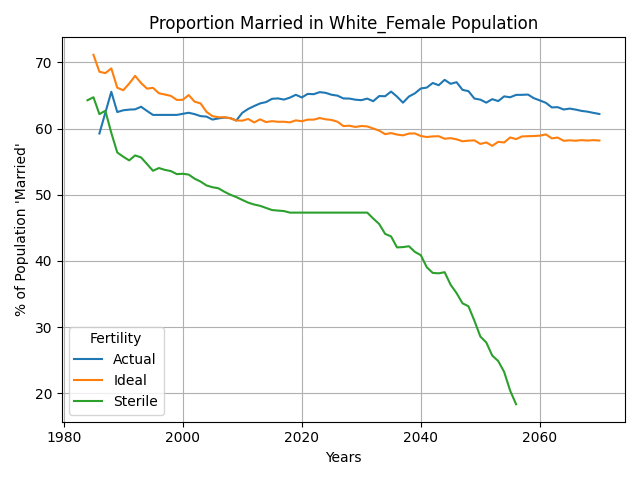 Proportion Married in White_Female Population
% of Population 'Married'
70
60
50
40
30
20
Fertility
Actual
Ideal
Sterile
1980
2000
2020
2040
2060
Years